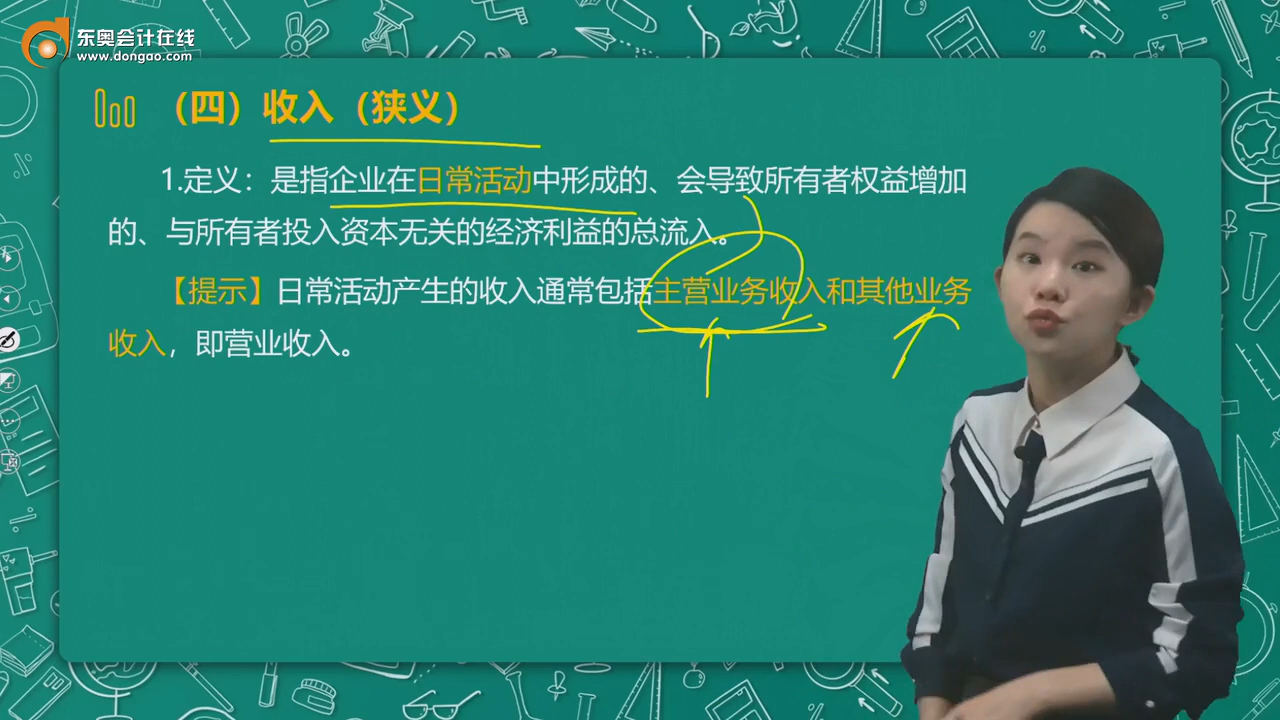 东奥会计在线
www.dongao.com
（四）收入（狭义）
1.定义：是指企业在日常活动中形成的、会导致所有者权益增加
的、与所有者投入资本无关的经济利益的总流入。
【提示】日常活动产生的收入通常包括主营业务收入和其他业务
收入，即营业收入。